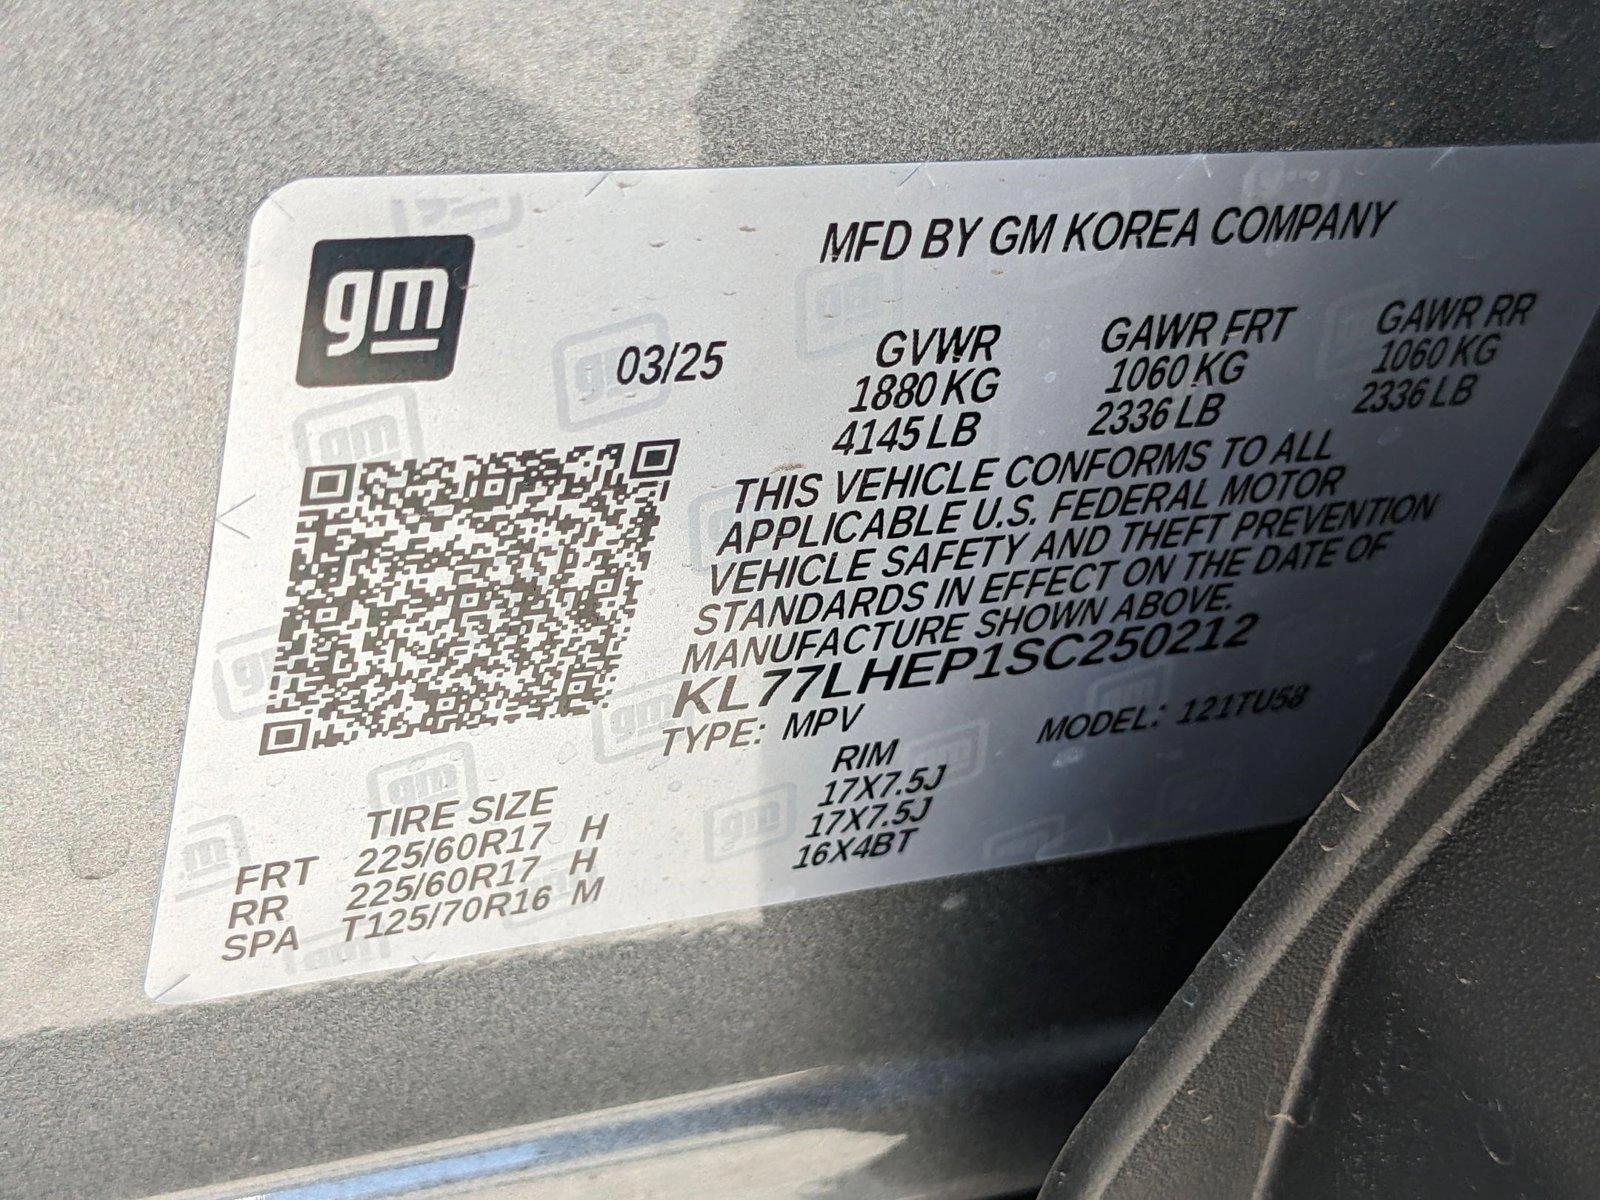 gm
MFD BY GM KOREA COMPANY
03/25
GVWR GAWR FRT GAWR RR
1880 KG 1060 KG 1060 KG
4145 LB 2336 LB 2336 LB
THIS VEHICLE CONFORMS TO ALL
APPLICABLE U.S. FEDERAL MOTOR
VEHICLE SAFETY AND THEFT PREVENTION
STANDARDS IN EFFECT ON THE DATE OF
MANUFACTURE SHOWN ABOVE.
KL77LHEP1SC250212
TYPE: MPV MODEL: 121TU58
TIRE SIZE RIM
FRT 225/60R17 H 17X7.5J
RR 225/60R17 H 17X7.5J
SPA T125/70R16 M 16X4BT